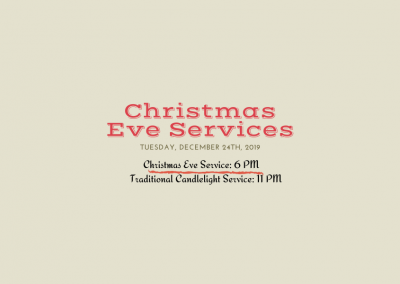 Christmas
Eve Services
TUESDAY, DECEMBER 24TH, 2019
Christmas Eve Service: 6 PM
Traditional Candlelight Service: 11 PM